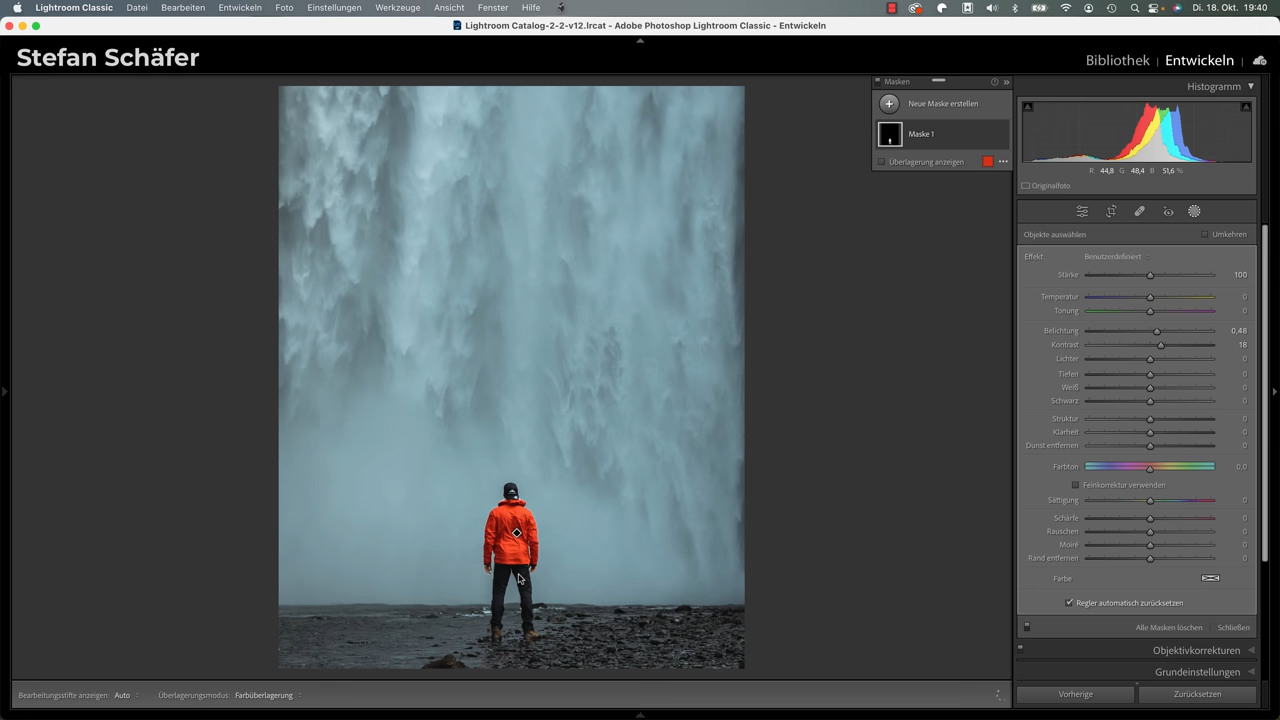 Lightroom Classic Datei Bearbeiten Entwickeln Foto Einstellungen Werkzeuge Ansicht Fenster Hilfe Di. 18. Okt. 19:40
Lightroom Catalog-2-2-v12.lrcat - Adobe Photoshop Lightroom Classic - Entwickeln
Stefan Schäfer
Bibliothek | Entwickeln |
Masken
Neue Maske erstellen
Maske 1
Überlagerung anzeigen
Histogramm
R 44,8 G 48,4 B 51,6 %
Originalfoto
Objekte auswählen Umkehren
Effekt: Benutzerdefiniert
Stärke 100
Temperatur 0
Tonung 0
Belichtung 0,48
Kontrast 18
Lichter 0
Tiefen 0
Weiß 0
Schwarz 0
Struktur 0
Klarheit 0
Dunst entfernen 0
Farbton 0,0
Feinkorrektur verwenden
Sättigung 0
Schärfe 0
Rauschen 0
Moiré 0
Rand entfernen 0
Farbe
Regler automatisch zurücksetzen
Alle Masken löschen Schließen
Objektivkorrekturen
Grundeinstellungen
Bearbeitungsstifte anzeigen: Auto Überlagerungsmodus: Farbüberlagerung
Vorherige Zurücksetzen